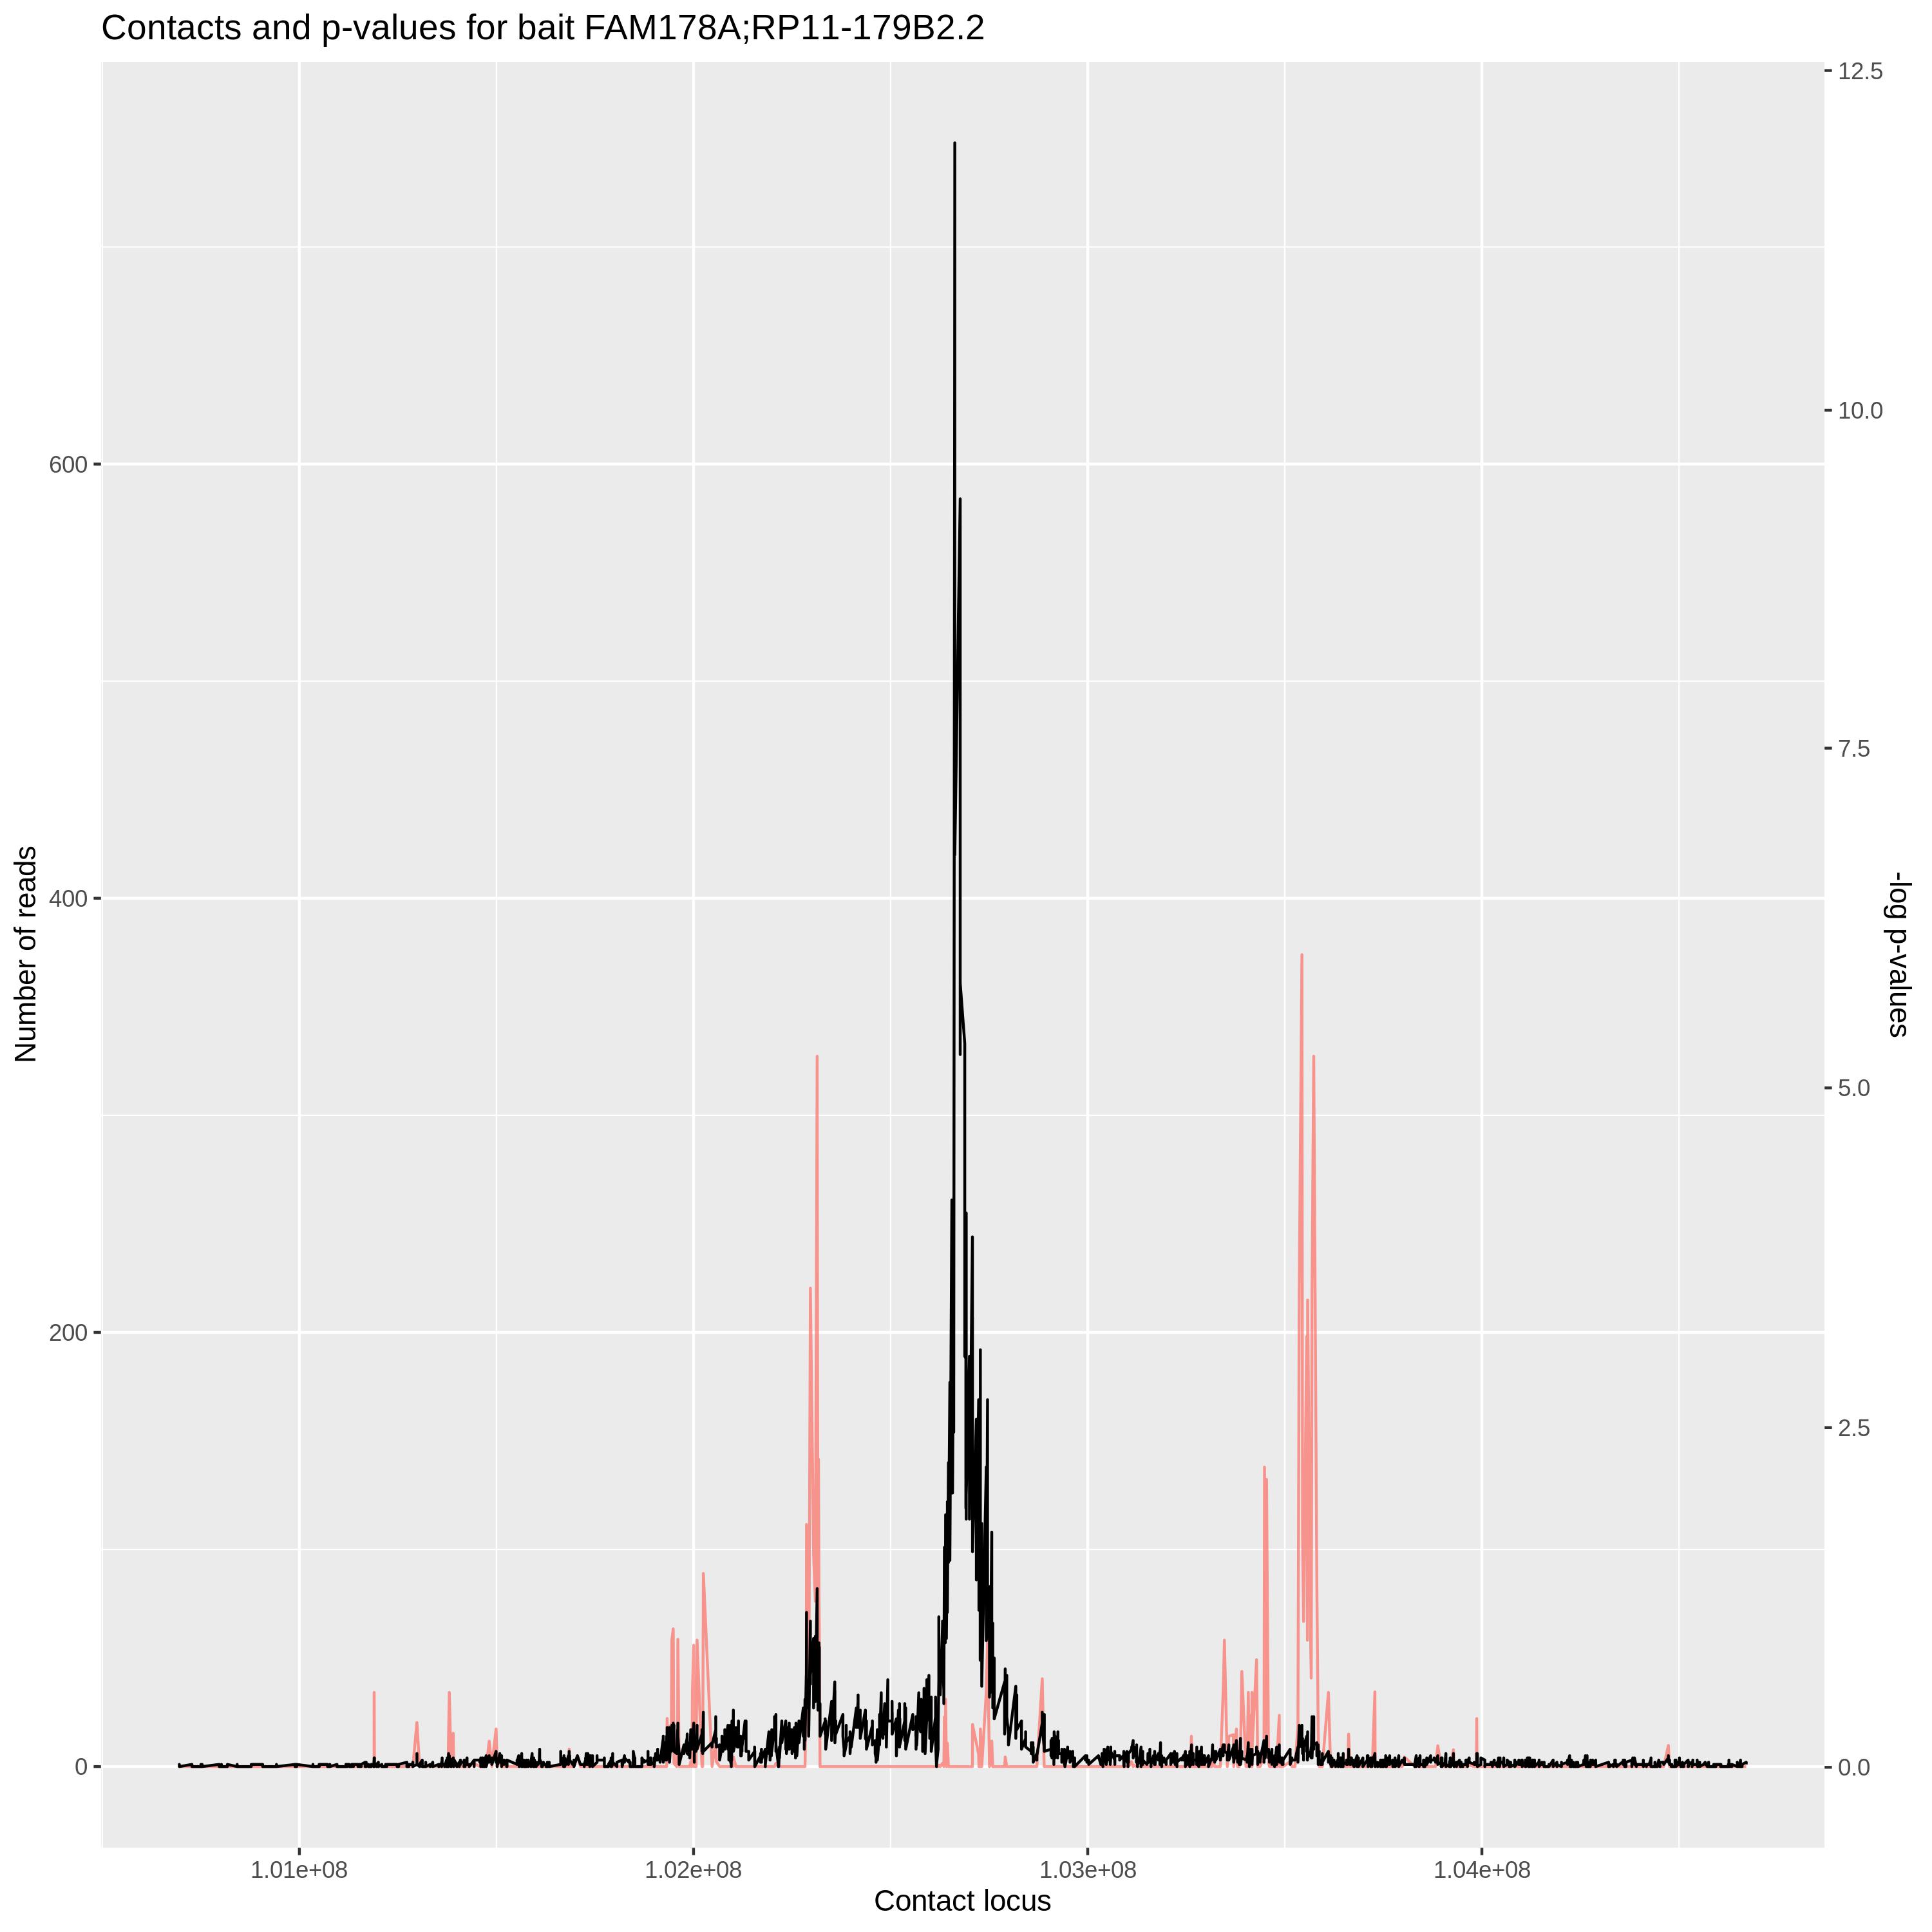 Contacts and p-values for bait FAM178A;RP11-179B2.2
12.5
10.0
7.5
5.0
2.5
0.0
600
400
200
0
Number of reads
-log p-values
1.01e+08
1.02e+08
1.03e+08
1.04e+08
Contact locus